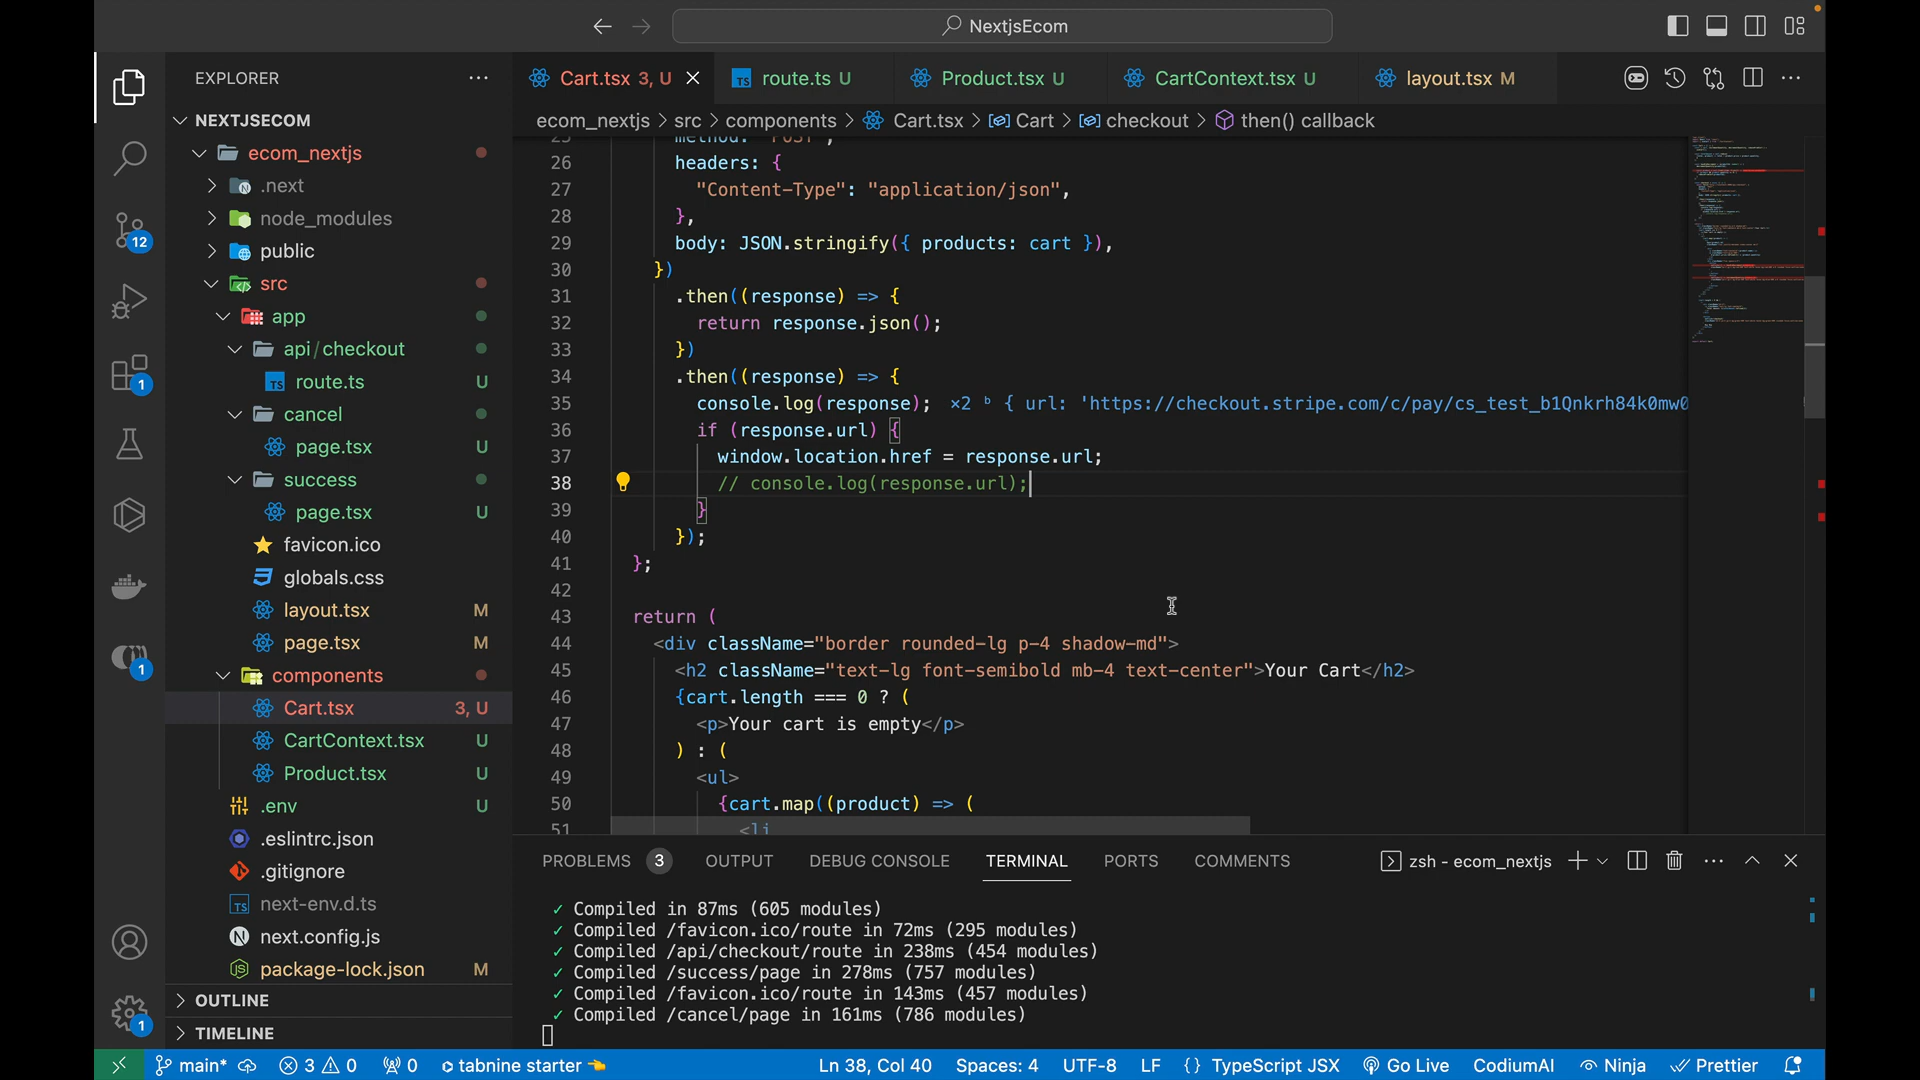 NextjsEcom
EXPLORER
NEXTJSECOM
ecom_nextjs
.next
node_modules
public
src
app
api/checkout
route.ts U
cancel
page.tsx U
success
page.tsx U
favicon.ico
globals.css
layout.tsx M
page.tsx M
components
Cart.tsx 3, U
CartContext.tsx U
Product.tsx U
.env U
.eslintrc.json
.gitignore
next-env.d.ts
next.config.js
package-lock.json M
OUTLINE
TIMELINE
12
1
1
1
Cart.tsx 3, U
route.ts U
Product.tsx U
CartContext.tsx U
layout.tsx M
ecom_nextjs > src > components > Cart.tsx > Cart > checkout > then() callback
25 method: "POST",
26 headers: {
27 "Content-Type": "application/json",
28 },
29 body: JSON.stringify({ products: cart }),
30 })
31 .then((response) => {
32 return response.json();
33 })
34 .then((response) => {
35 console.log(response); ×2 ᵇ { url: 'https://checkout.stripe.com/c/pay/cs_test_b1Qnkrh84k0mw0
36 if (response.url) {
37 window.location.href = response.url;
38 // console.log(response.url);
39 }
40 });
41 };
42
43 return (
44 <div className="border rounded-lg p-4 shadow-md">
45 <h2 className="text-lg font-semibold mb-4 text-center">Your Cart</h2>
46 {cart.length === 0 ? (
47 <p>Your cart is empty</p>
48 ) : (
49 <ul>
50 {cart.map((product) => (
51 <li
PROBLEMS 3 OUTPUT DEBUG CONSOLE TERMINAL PORTS COMMENTS
zsh - ecom_nextjs
✓ Compiled in 87ms (605 modules)
✓ Compiled /favicon.ico/route in 72ms (295 modules)
✓ Compiled /api/checkout/route in 238ms (454 modules)
✓ Compiled /success/page in 278ms (757 modules)
✓ Compiled /favicon.ico/route in 143ms (457 modules)
✓ Compiled /cancel/page in 161ms (786 modules)
main* 3 0 0 tabnine starter Ln 38, Col 40 Spaces: 4 UTF-8 LF {} TypeScript JSX Go Live CodiumAI Ninja Prettier